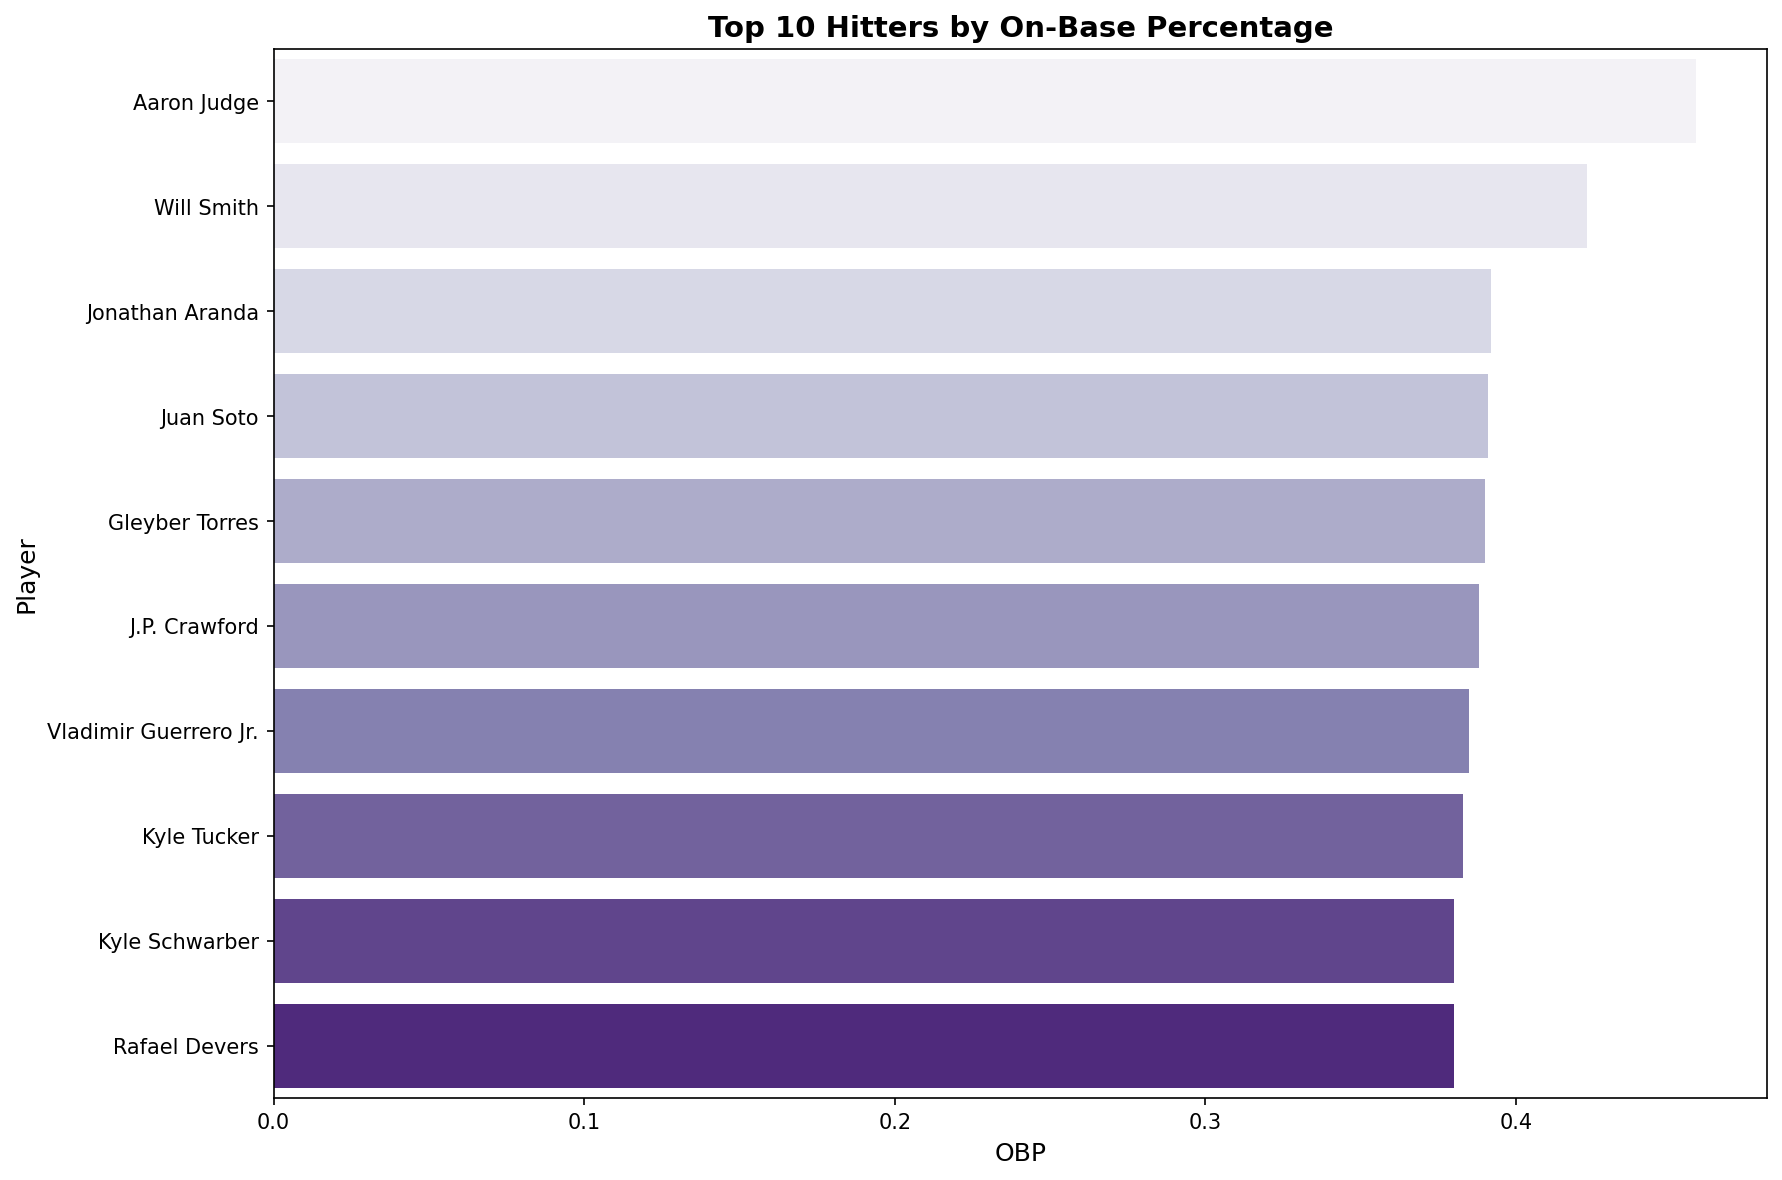 Top 10 Hitters by On-Base Percentage
Player
Aaron Judge
Will Smith
Jonathan Aranda
Juan Soto
Gleyber Torres
J.P. Crawford
Vladimir Guerrero Jr.
Kyle Tucker
Kyle Schwarber
Rafael Devers
0.0 0.1 0.2 0.3 0.4
OBP